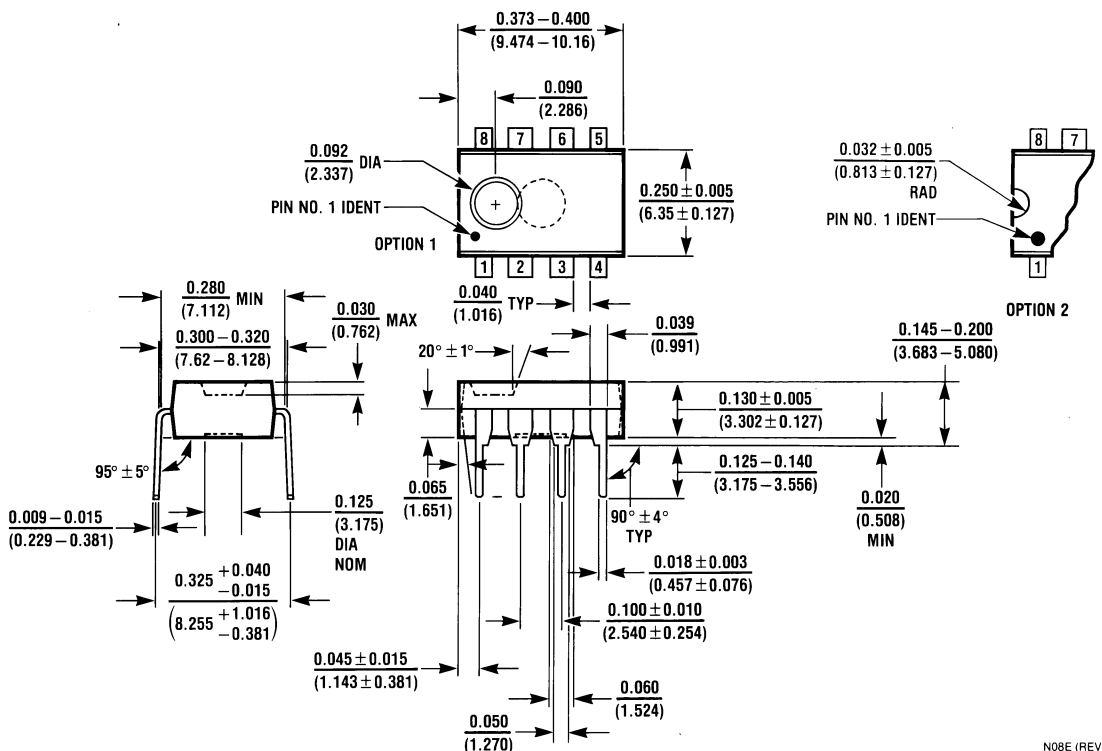 0.373 – 0.400
(9.474 – 10.16)
0.090
(2.286)
8 7 6 5
0.092 DIA
(2.337)
PIN NO. 1 IDENT
OPTION 1
1 2 3 4
0.250 ± 0.005
(6.35 ± 0.127)
0.032 ± 0.005
(0.813 ± 0.127)
RAD
PIN NO. 1 IDENT
8 7
1
OPTION 2
0.280 MIN
(7.112)
0.300 – 0.320
(7.62 – 8.128)
0.030 MAX
(0.762)
95° ± 5°
0.009 – 0.015
(0.229 – 0.381)
0.125
(3.175)
DIA
NOM
0.325 +0.040
–0.015
(8.255 +1.016
–0.381)
0.040 TYP
(1.016)
0.039
(0.991)
20° ± 1°
0.145 – 0.200
(3.683 – 5.080)
0.130 ± 0.005
(3.302 ± 0.127)
0.125 – 0.140
(3.175 – 3.556)
0.020
(0.508)
MIN
0.065
(1.651)
90° ± 4°
TYP
0.018 ± 0.003
(0.457 ± 0.076)
0.100 ± 0.010
(2.540 ± 0.254)
0.045 ± 0.015
(1.143 ± 0.381)
0.060
(1.524)
0.050
(1.270)
N08E (REV